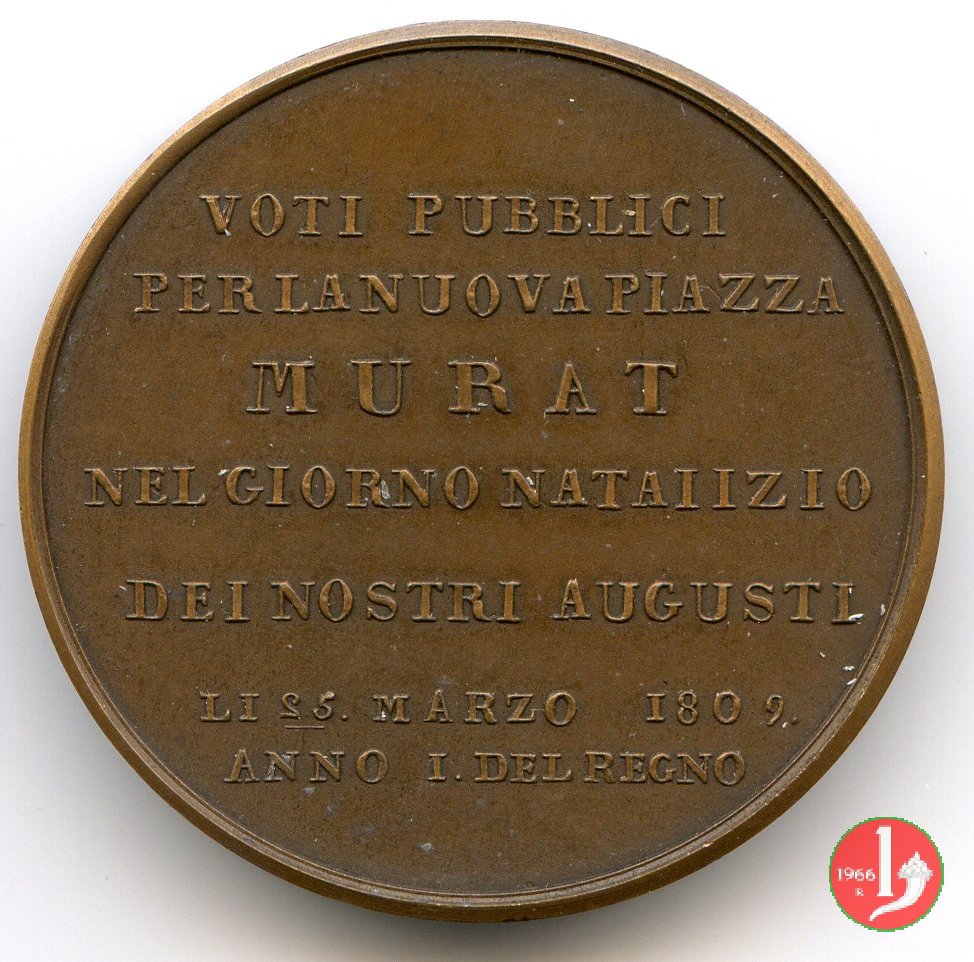 VOTI PUBBLICI
PER LA NUOVA PIAZZA
MURAT
NEL GIORNO NATAIIZIO
DEI NOSTRI AUGUSTI
LI 25. MARZO 1809.
ANNO I. DEL REGNO
1966
R